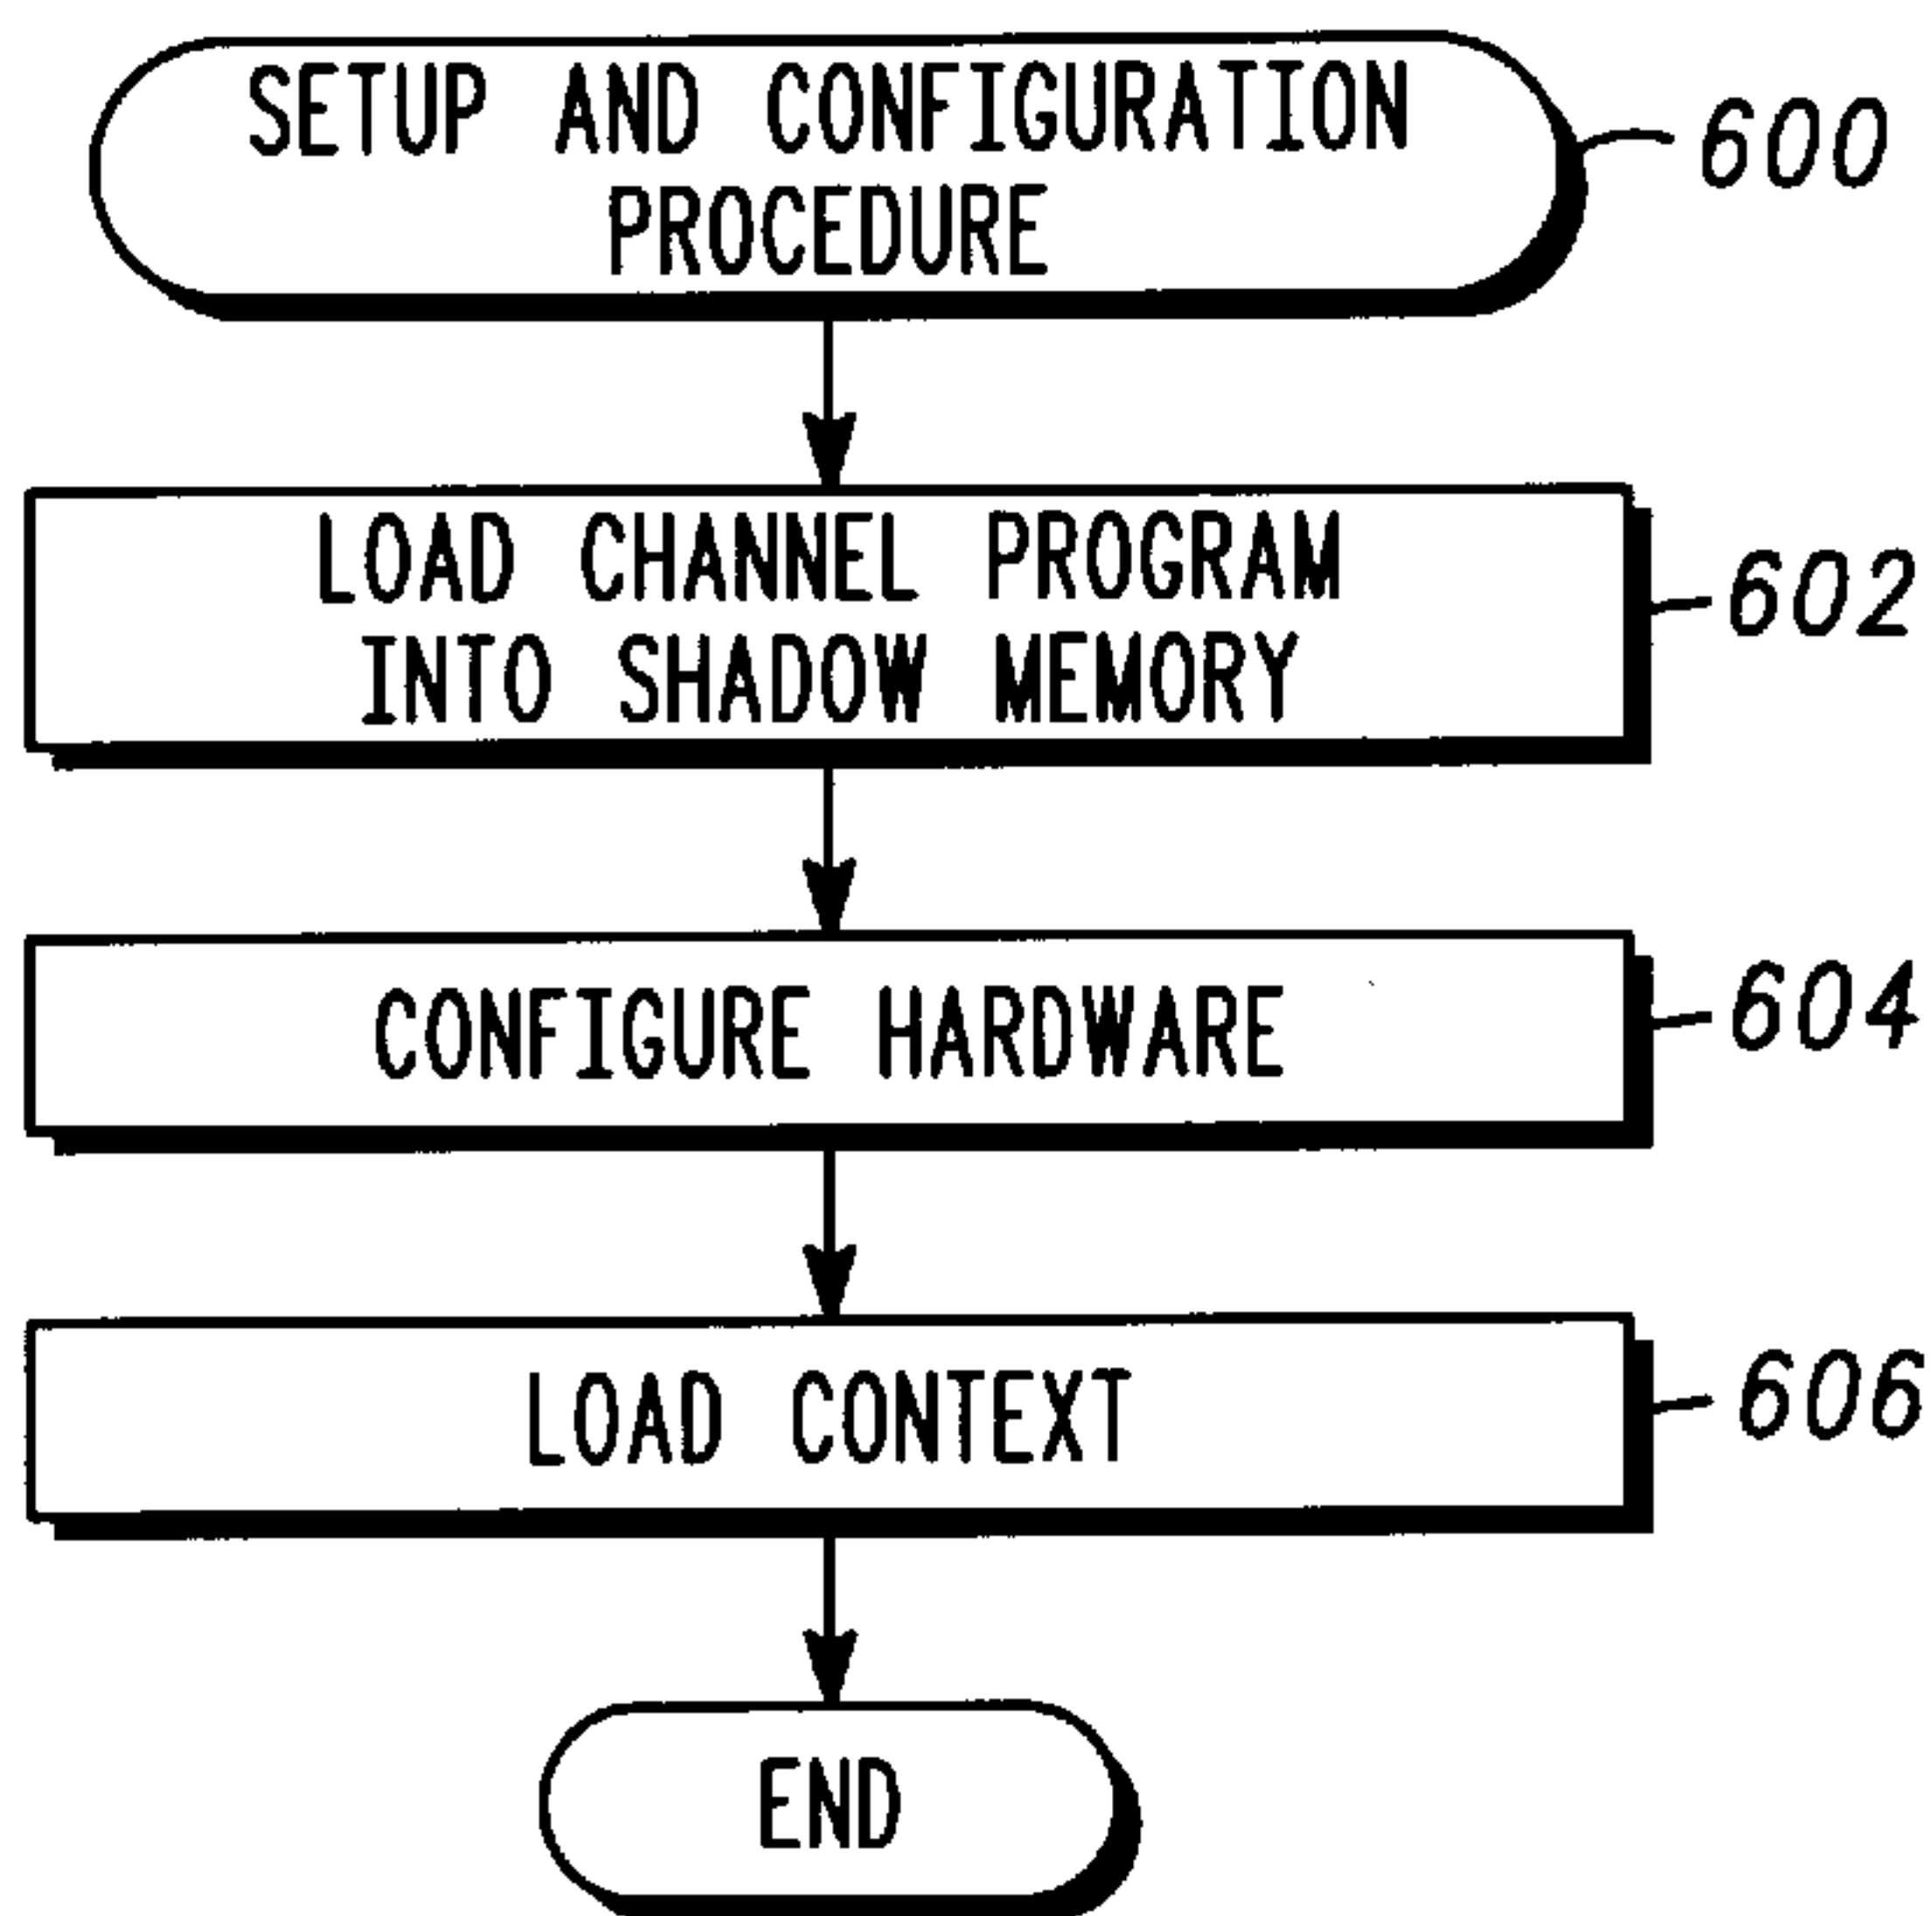 SETUP AND CONFIGURATION
PROCEDURE
600
LOAD CHANNEL PROGRAM
INTO SHADOW MEMORY
602
CONFIGURE HARDWARE
604
LOAD CONTEXT
606
END